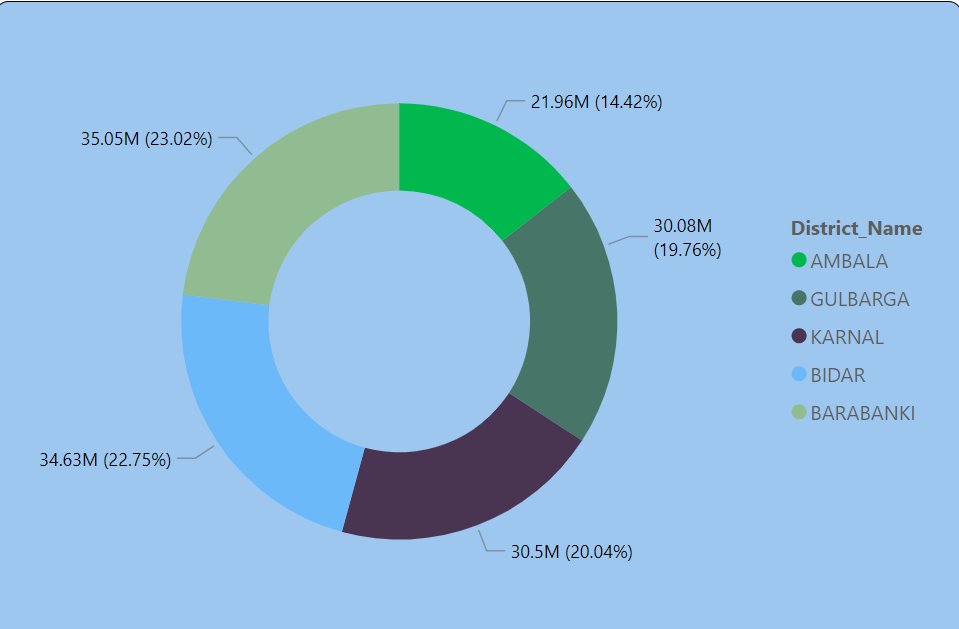 21.96M (14.42%)
35.05M (23.02%)
30.08M
(19.76%)
34.63M (22.75%)
30.5M (20.04%)
District_Name
AMBALA
GULBARGA
KARNAL
BIDAR
BARABANKI